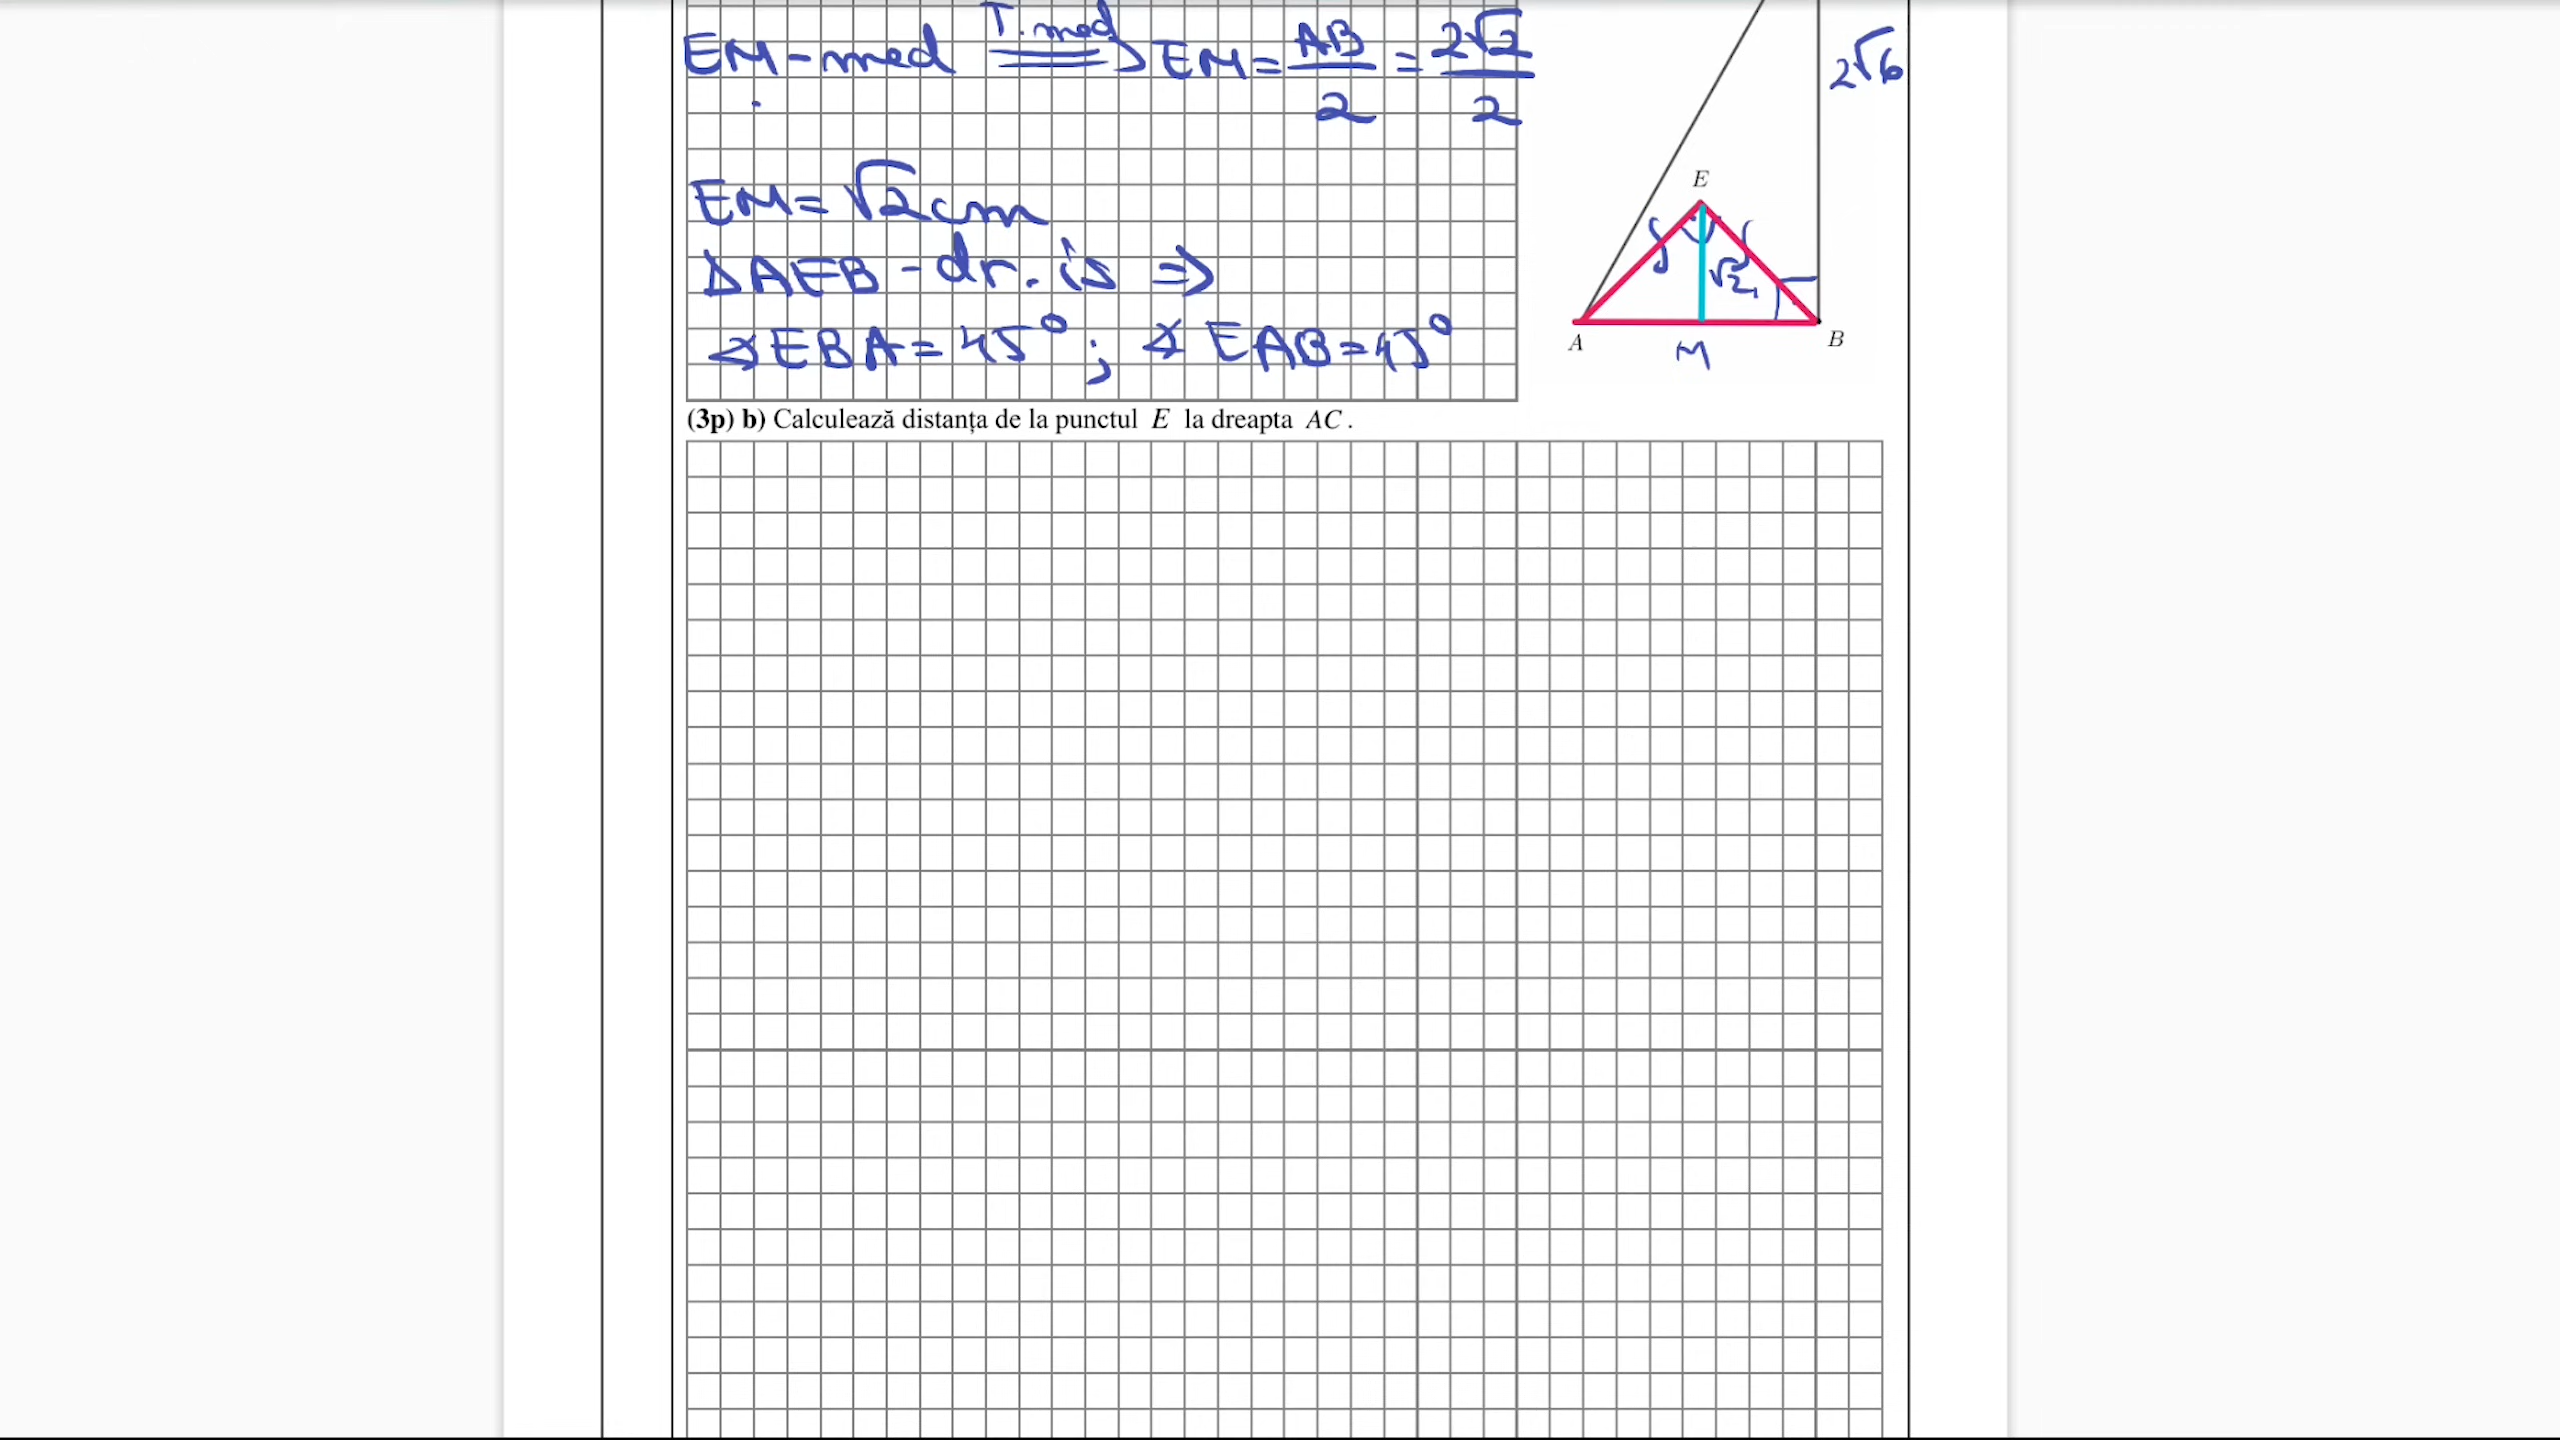 EM-med T.med => EM = AB/2 = 2√2/2
2√6
EM = √2 cm
E
√2
ΔAEB - dr. is =>
∢EBA = 45°; ∢EAB = 45°
A M B
(3p) b) Calculează distanța de la punctul E la dreapta AC.